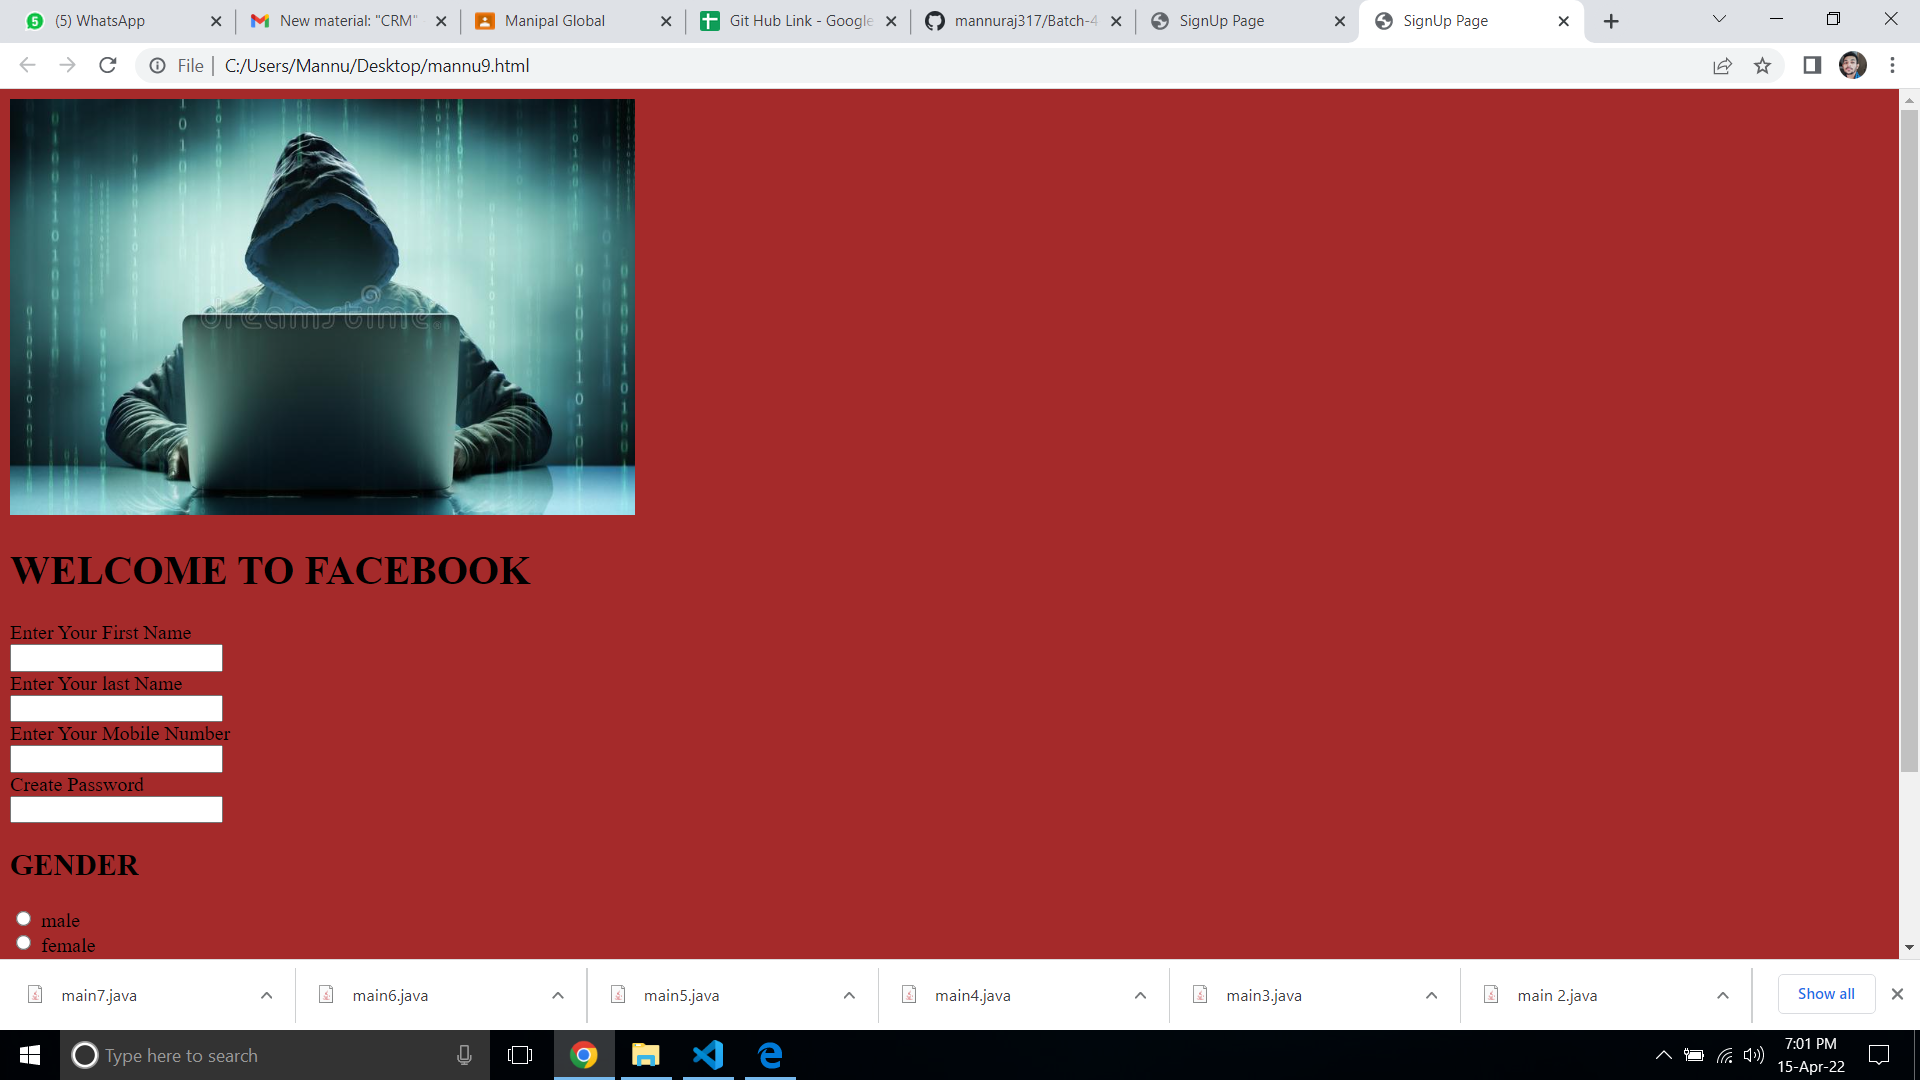 (5) WhatsApp
New material: "CRM"
Manipal Global
Git Hub Link - Google
mannuraj317/Batch-4
SignUp Page
SignUp Page
File | C:/Users/Mannu/Desktop/mannu9.html
dreamstime
WELCOME TO FACEBOOK
Enter Your First Name
Enter Your last Name
Enter Your Mobile Number
Create Password
GENDER
male
female
main7.java
main6.java
main5.java
main4.java
main3.java
main 2.java
Show all
Type here to search
7:01 PM
15-Apr-22